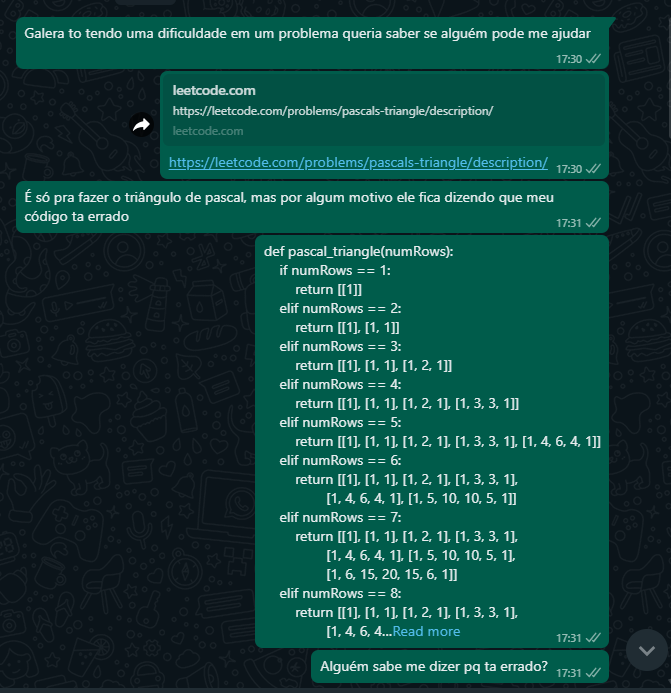 Galera to tendo uma dificuldade em um problema queria saber se alguém pode me ajudar
17:30
leetcode.com
https://leetcode.com/problems/pascals-triangle/description/
leetcode.com
https://leetcode.com/problems/pascals-triangle/description/
17:30
É só pra fazer o triângulo de pascal, mas por algum motivo ele fica dizendo que meu
código ta errado
17:31
def pascal_triangle(numRows):
if numRows == 1:
return [[1]]
elif numRows == 2:
return [[1], [1, 1]]
elif numRows == 3:
return [[1], [1, 1], [1, 2, 1]]
elif numRows == 4:
return [[1], [1, 1], [1, 2, 1], [1, 3, 3, 1]]
elif numRows == 5:
return [[1], [1, 1], [1, 2, 1], [1, 3, 3, 1], [1, 4, 6, 4, 1]]
elif numRows == 6:
return [[1], [1, 1], [1, 2, 1], [1, 3, 3, 1],
[1, 4, 6, 4, 1], [1, 5, 10, 10, 5, 1]]
elif numRows == 7:
return [[1], [1, 1], [1, 2, 1], [1, 3, 3, 1],
[1, 4, 6, 4, 1], [1, 5, 10, 10, 5, 1],
[1, 6, 15, 20, 15, 6, 1]]
elif numRows == 8:
return [[1], [1, 1], [1, 2, 1], [1, 3, 3, 1],
[1, 4, 6, 4...Read more
17:31
Alguém sabe me dizer pq ta errado?
17:31